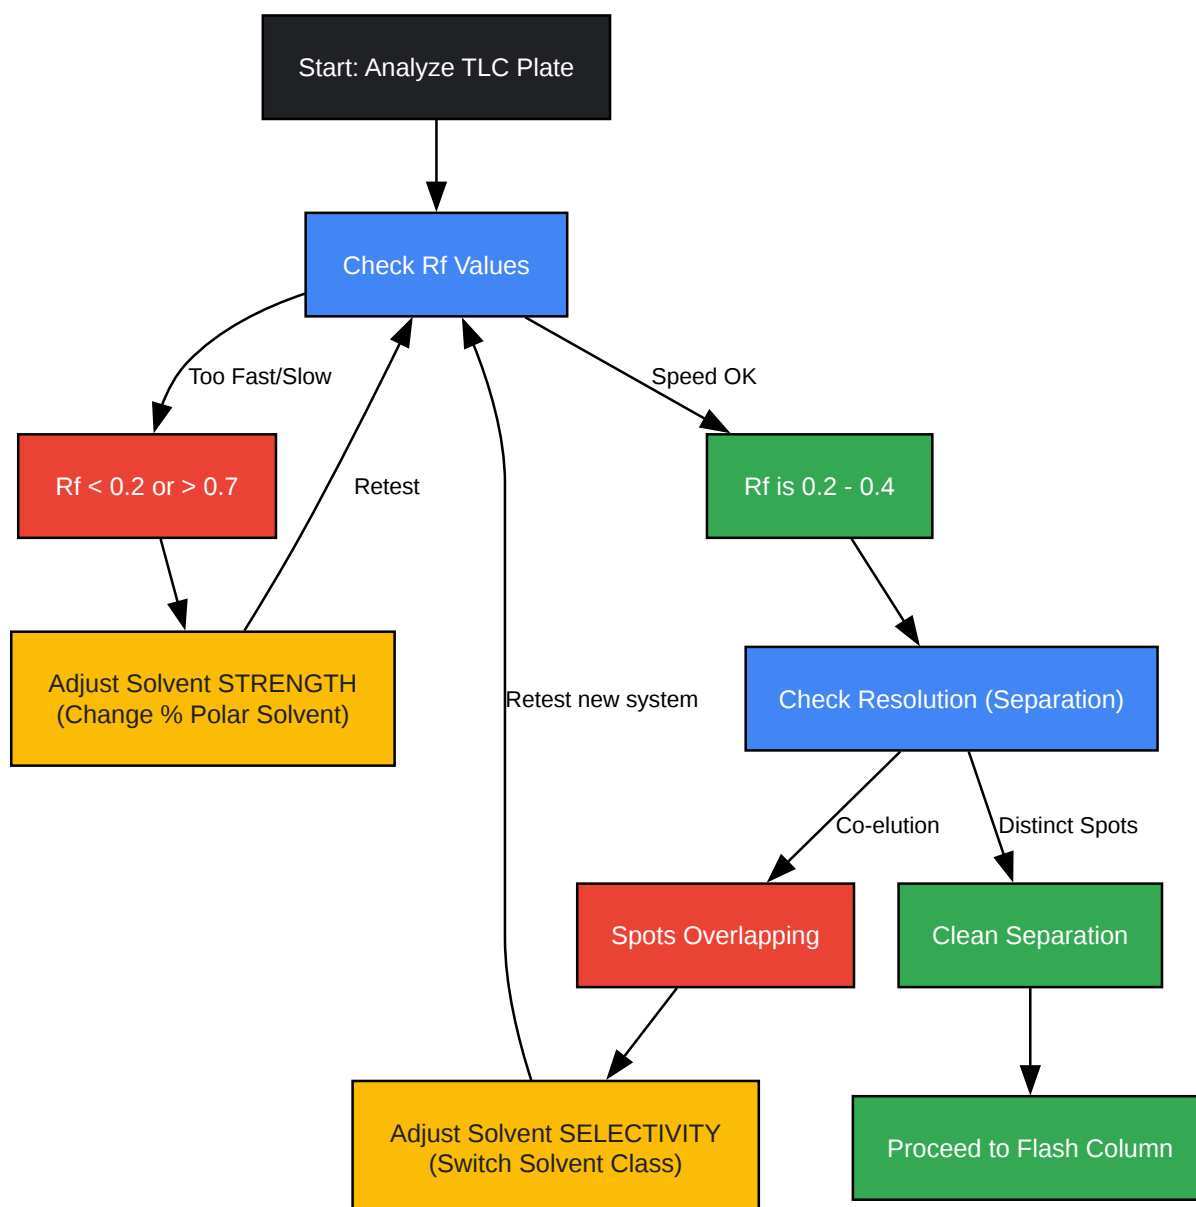 Start: Analyze TLC Plate
Check Rf Values
Too Fast/Slow
Speed OK
Rf < 0.2 or > 0.7
Retest
Rf is 0.2 - 0.4
Adjust Solvent STRENGTH
(Change % Polar Solvent)
Retest new system
Check Resolution (Separation)
Co-elution
Distinct Spots
Spots Overlapping
Clean Separation
Adjust Solvent SELECTIVITY
(Switch Solvent Class)
Proceed to Flash Column